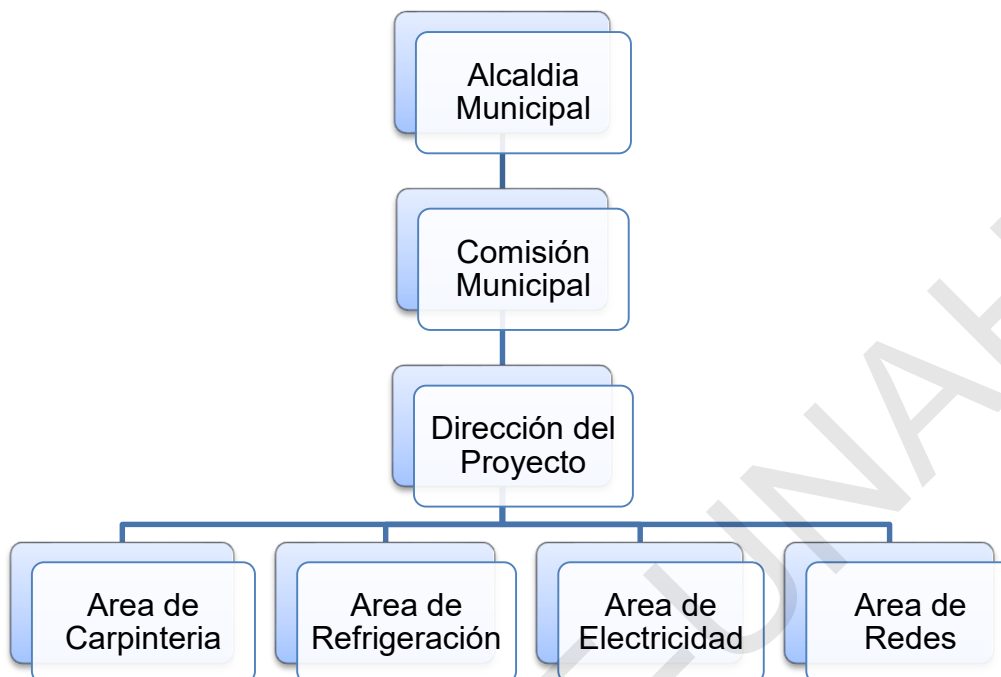 Alcaldia
Municipal
Comisión
Municipal
Dirección del
Proyecto
Area de
Carpinteria
Area de
Refrigeración
Area de
Electricidad
Area de
Redes